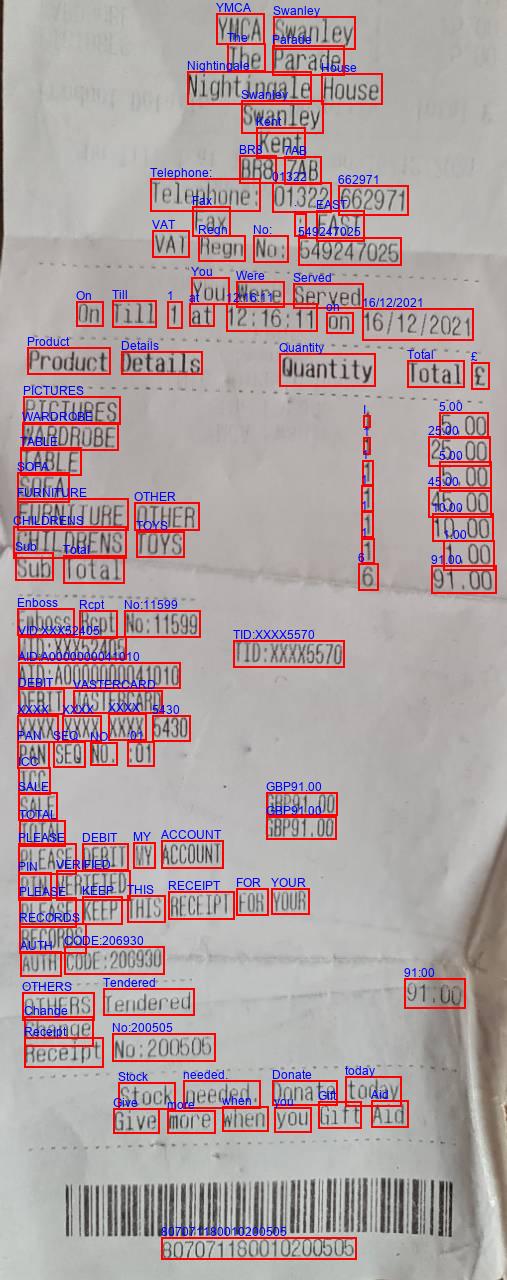 YMCA Swanley
The Parade
Nightingale House
Swanley
Kent
BR8 7AB
Telephone: 01322 662971
Fax : EAST
VAT Regn No: 549247025
You Were Served
On Till 1 at 12:16:11 on 16/12/2021
Product Details Quantity Total £
PICTURES 1 5.00
WARDROBE 1 25.00
TABLE 1 5.00
SOFA 1 45.00
FURNITURE OTHER 1 10.00
CHILDRENS TOYS 1 1.00
Sub Total 6 91.00
Emboss Rcpt No:11599
MID:XXX52405 TID:XXXX5570
AID:A0000000041010
DEBIT MASTERCARD
XXXX XXXX XXXX 5430
PAN SEQ NO. :01
ICC
SALE GBP91.00
TOTAL GBP91.00
PLEASE DEBIT MY ACCOUNT
PIN VERIFIED
PLEASE KEEP THIS RECEIPT FOR YOUR
RECORDS
AUTH CODE:206930
OTHERS Tendered 91.00
Change
Receipt No:200505
Stock needed. Donate today
Give more when you Gift Aid
807071180010200505